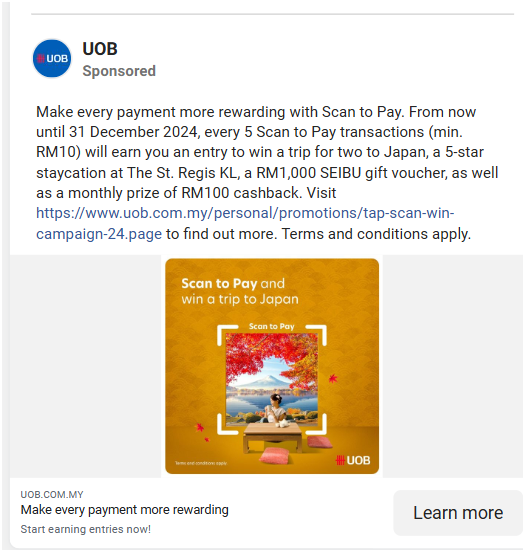 UOB
UOB
Sponsored
Make every payment more rewarding with Scan to Pay. From now
until 31 December 2024, every 5 Scan to Pay transactions (min.
RM10) will earn you an entry to win a trip for two to Japan, a 5-star
staycation at The St. Regis KL, a RM1,000 SEIBU gift voucher, as well
as a monthly prize of RM100 cashback. Visit
https://www.uob.com.my/personal/promotions/tap-scan-win-
campaign-24.page to find out more. Terms and conditions apply.
Scan to Pay and
win a trip to Japan
Scan to Pay
Terms and conditions apply.
UOB
UOB.COM.MY
Make every payment more rewarding
Start earning entries now!
Learn more